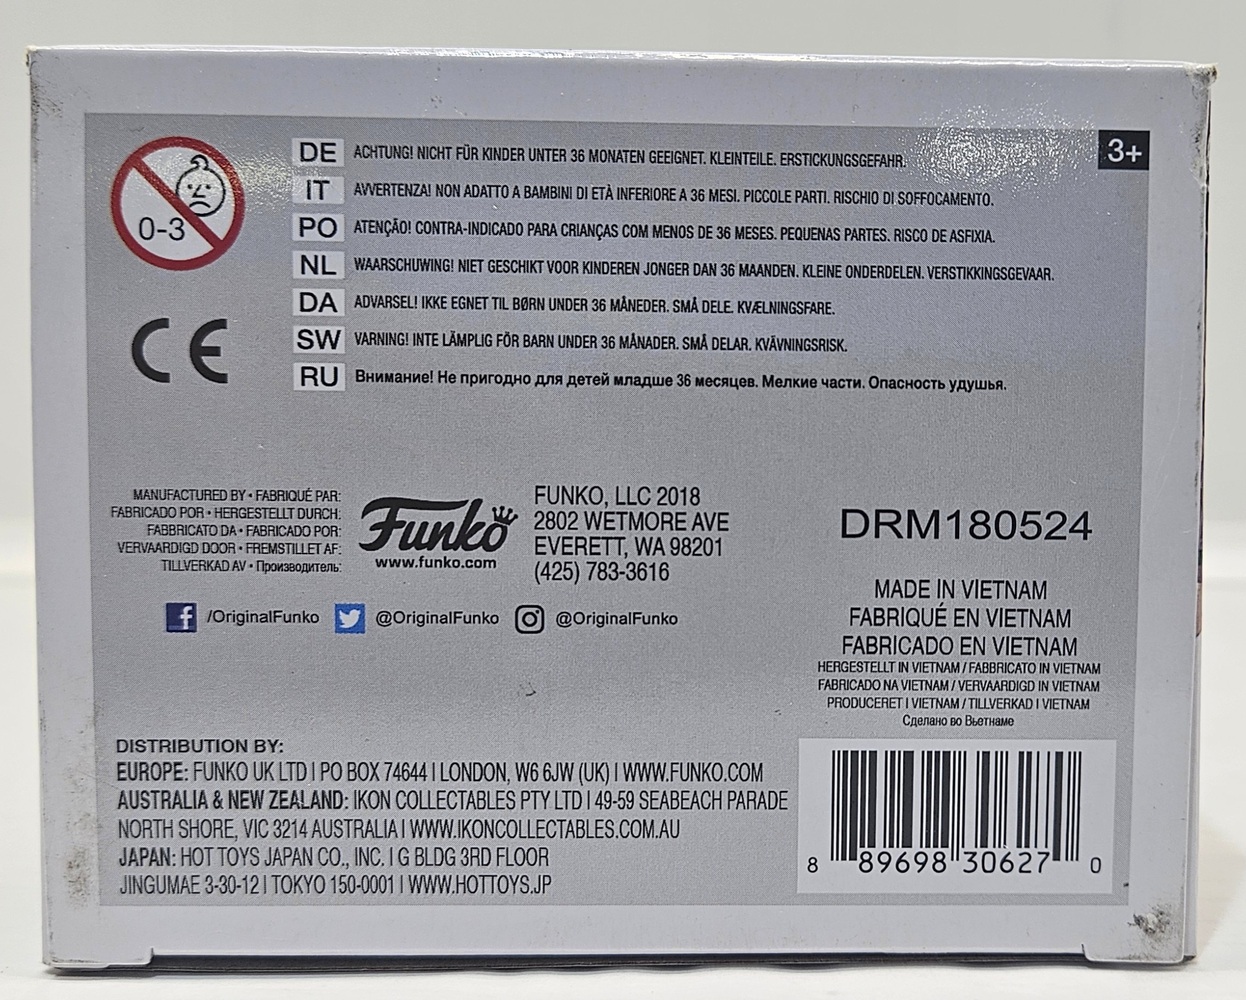 0-3
DE ACHTUNG! NICHT FÜR KINDER UNTER 36 MONATEN GEEIGNET. KLEINTEILE. ERSTICKUNGSGEFAHR.
3+
IT AVVERTENZA! NON ADATTO A BAMBINI DI ETÀ INFERIORE A 36 MESI. PICCOLE PARTI. RISCHIO DI SOFFOCAMENTO.
PO ATENÇÃO! CONTRA-INDICADO PARA CRIANÇAS COM MENOS DE 36 MESES. PEQUENAS PARTES. RISCO DE ASFIXIA.
NL WAARSCHUWING! NIET GESCHIKT VOOR KINDEREN JONGER DAN 36 MAANDEN. KLEINE ONDERDELEN. VERSTIKKINGSGEVAAR.
DA ADVARSEL! IKKE EGNET TIL BØRN UNDER 36 MÅNEDER. SMÅ DELE. KVÆLNINGSFARE.
SW VARNING! INTE LÄMPLIG FÖR BARN UNDER 36 MÅNADER. SMÅ DELAR. KVÄVNINGSRISK.
RU Внимание! Не пригодно для детей младше 36 месяцев. Мелкие части. Опасность удушья.
CE
MANUFACTURED BY • FABRIQUÉ PAR:
FABRICADO POR • HERGESTELLT DURCH:
FABBRICATO DA • FABRICADO POR:
VERVAARDIGD DOOR • FREMSTILLET AF:
TILLVERKAD AV • Производитель:
Funko
www.funko.com
FUNKO, LLC 2018
2802 WETMORE AVE
EVERETT, WA 98201
(425) 783-3616
/OriginalFunko @OriginalFunko @OriginalFunko
DRM180524
MADE IN VIETNAM
FABRIQUÉ EN VIETNAM
FABRICADO EN VIETNAM
HERGESTELLT IN VIETNAM / FABBRICATO IN VIETNAM
FABRICADO NA VIETNAM / VERVAARDIGD IN VIETNAM
PRODUCERET I VIETNAM / TILLVERKAD I VIETNAM
Сделано во Вьетнаме
DISTRIBUTION BY:
EUROPE: FUNKO UK LTD | PO BOX 74644 | LONDON, W6 6JW (UK) | WWW.FUNKO.COM
AUSTRALIA & NEW ZEALAND: IKON COLLECTABLES PTY LTD | 49-59 SEABEACH PARADE
NORTH SHORE, VIC 3214 AUSTRALIA | WWW.IKONCOLLECTABLES.COM.AU
JAPAN: HOT TOYS JAPAN CO., INC. | G BLDG 3RD FLOOR
JINGUMAE 3-30-12 | TOKYO 150-0001 | WWW.HOTTOYS.JP
8 89698 30627 0